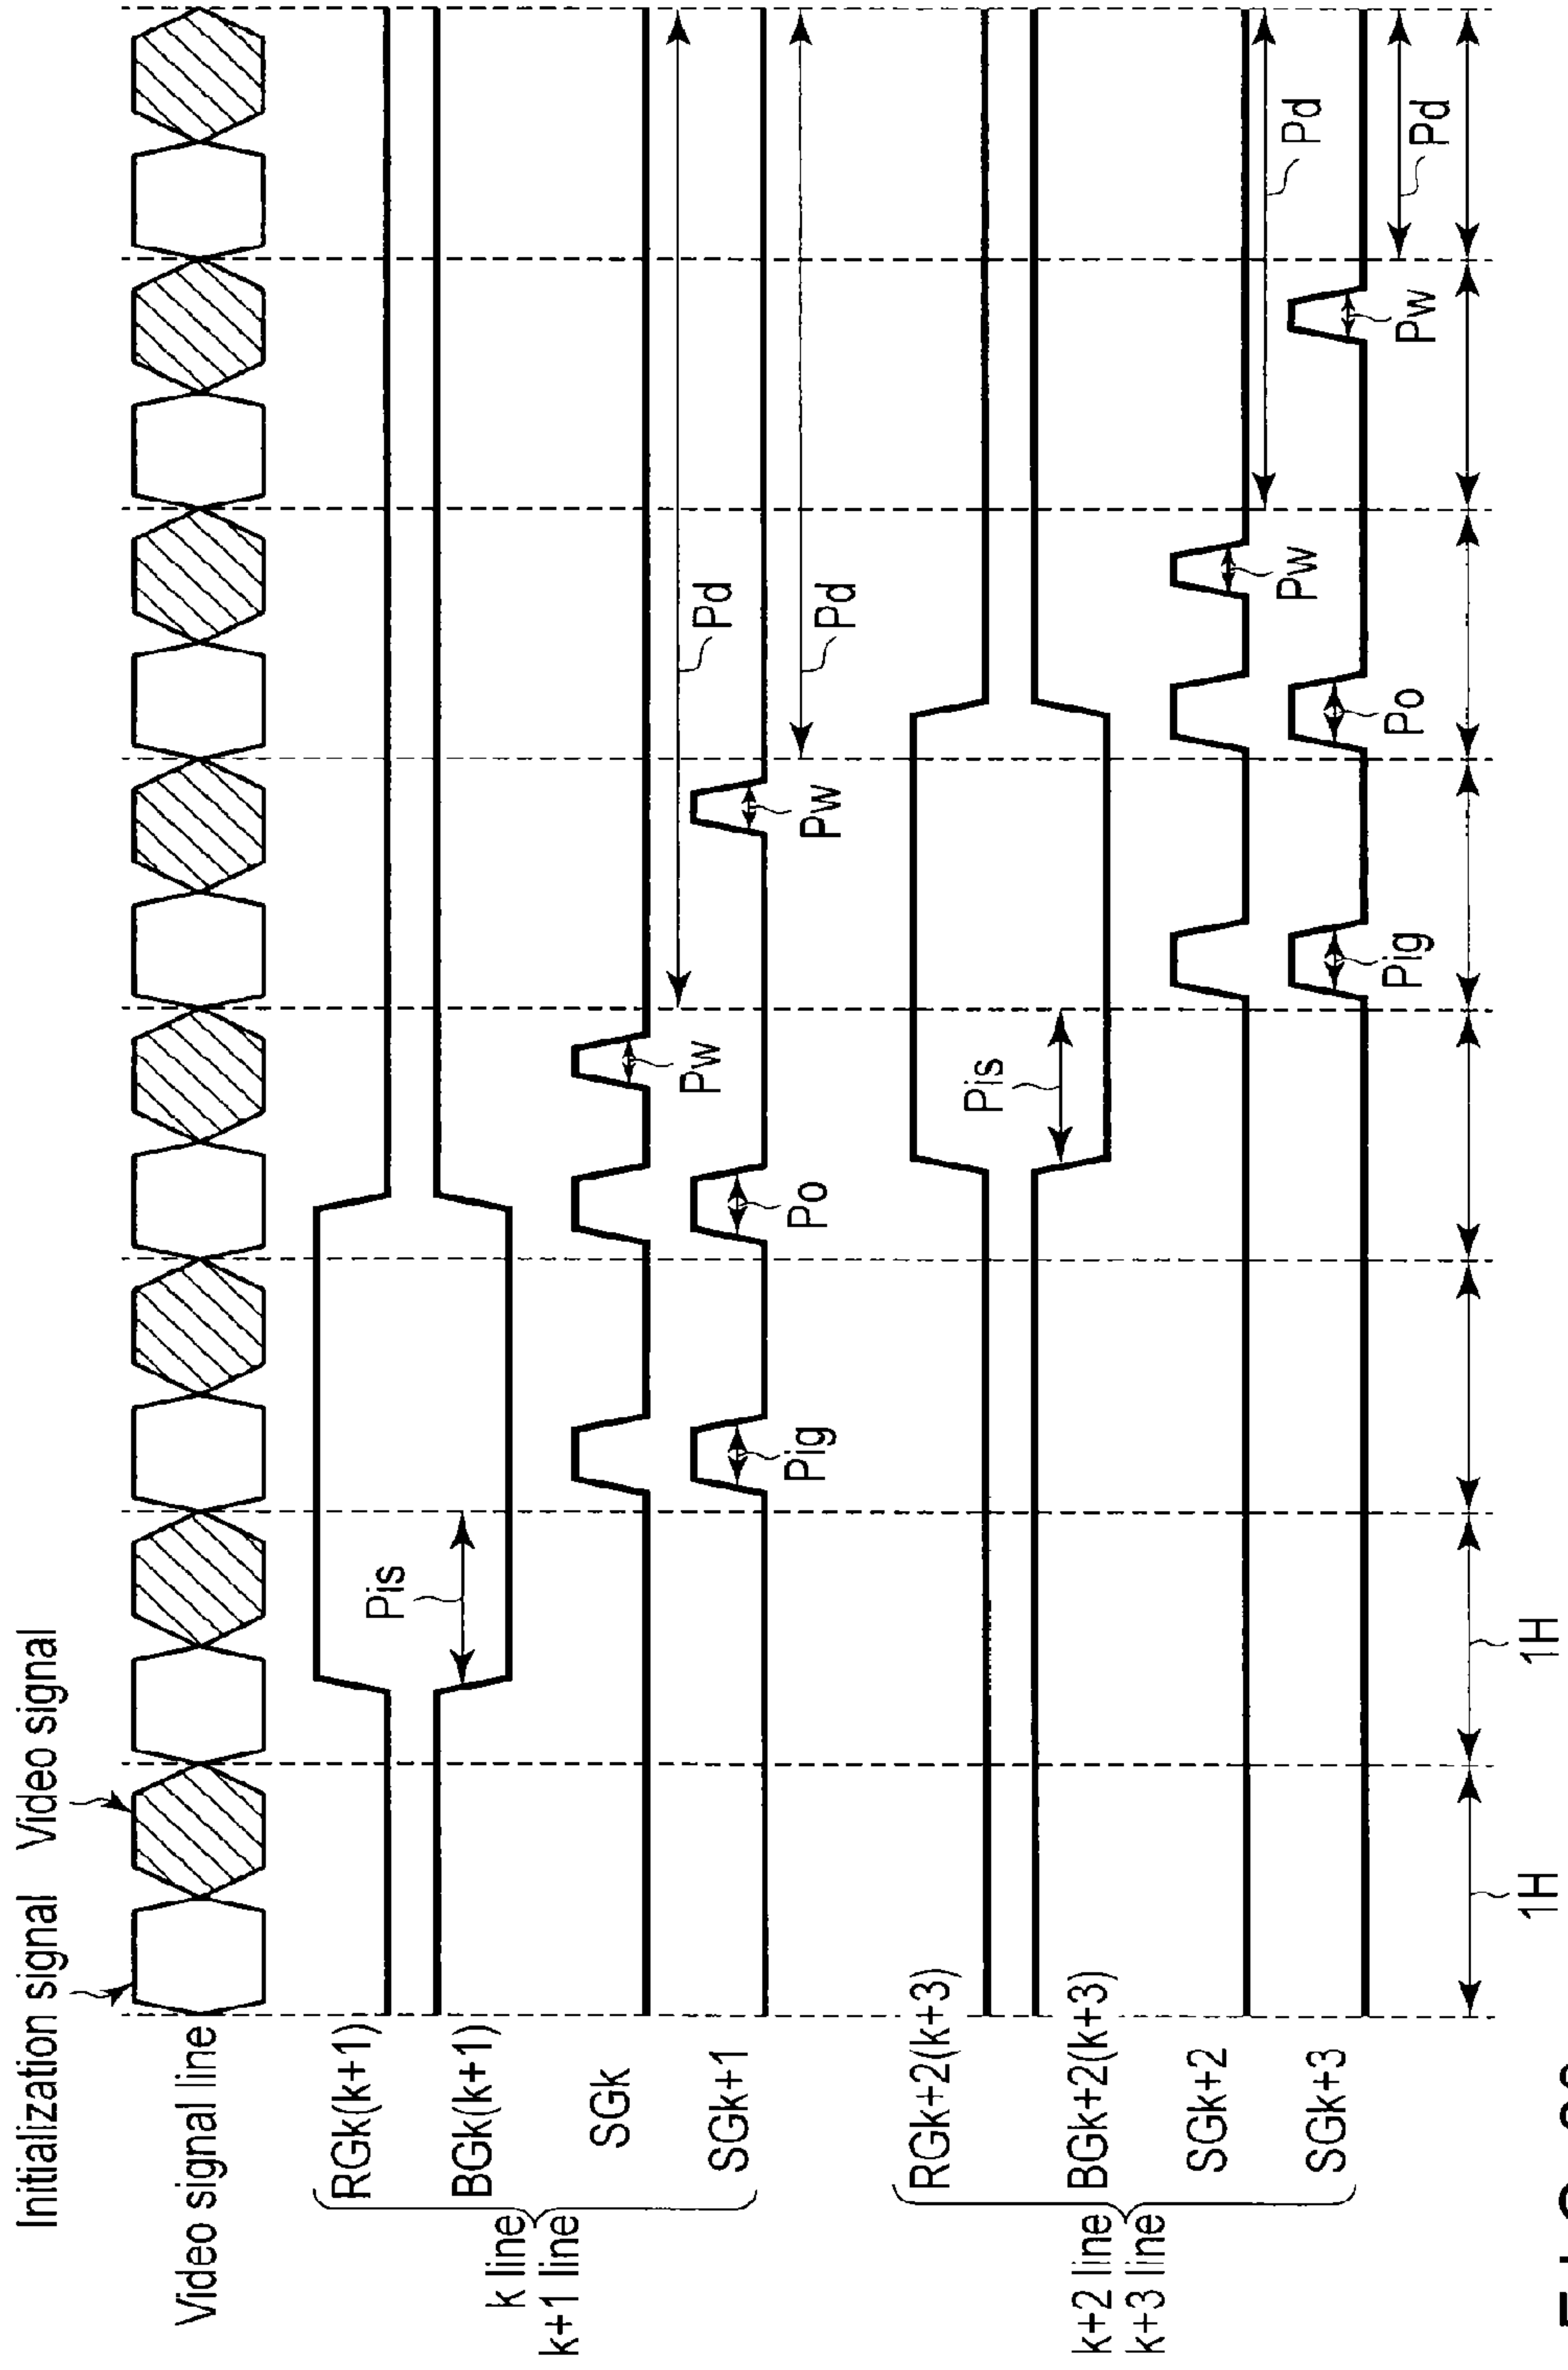 Initialization signal Video signal
Video signal line
k line
k+1 line
RGk(k+1)
BGk(k+1)
Pis
SGk
Pw
Pd
SGk+1
Pig
Po
Pw
Pd
k+2 line
k+3 line
RGk+2(k+3)
BGk+2(k+3)
Pis
SGk+2
Pw
Pd
SGk+3
Pig
Po
Pw
Pd
1H
1H